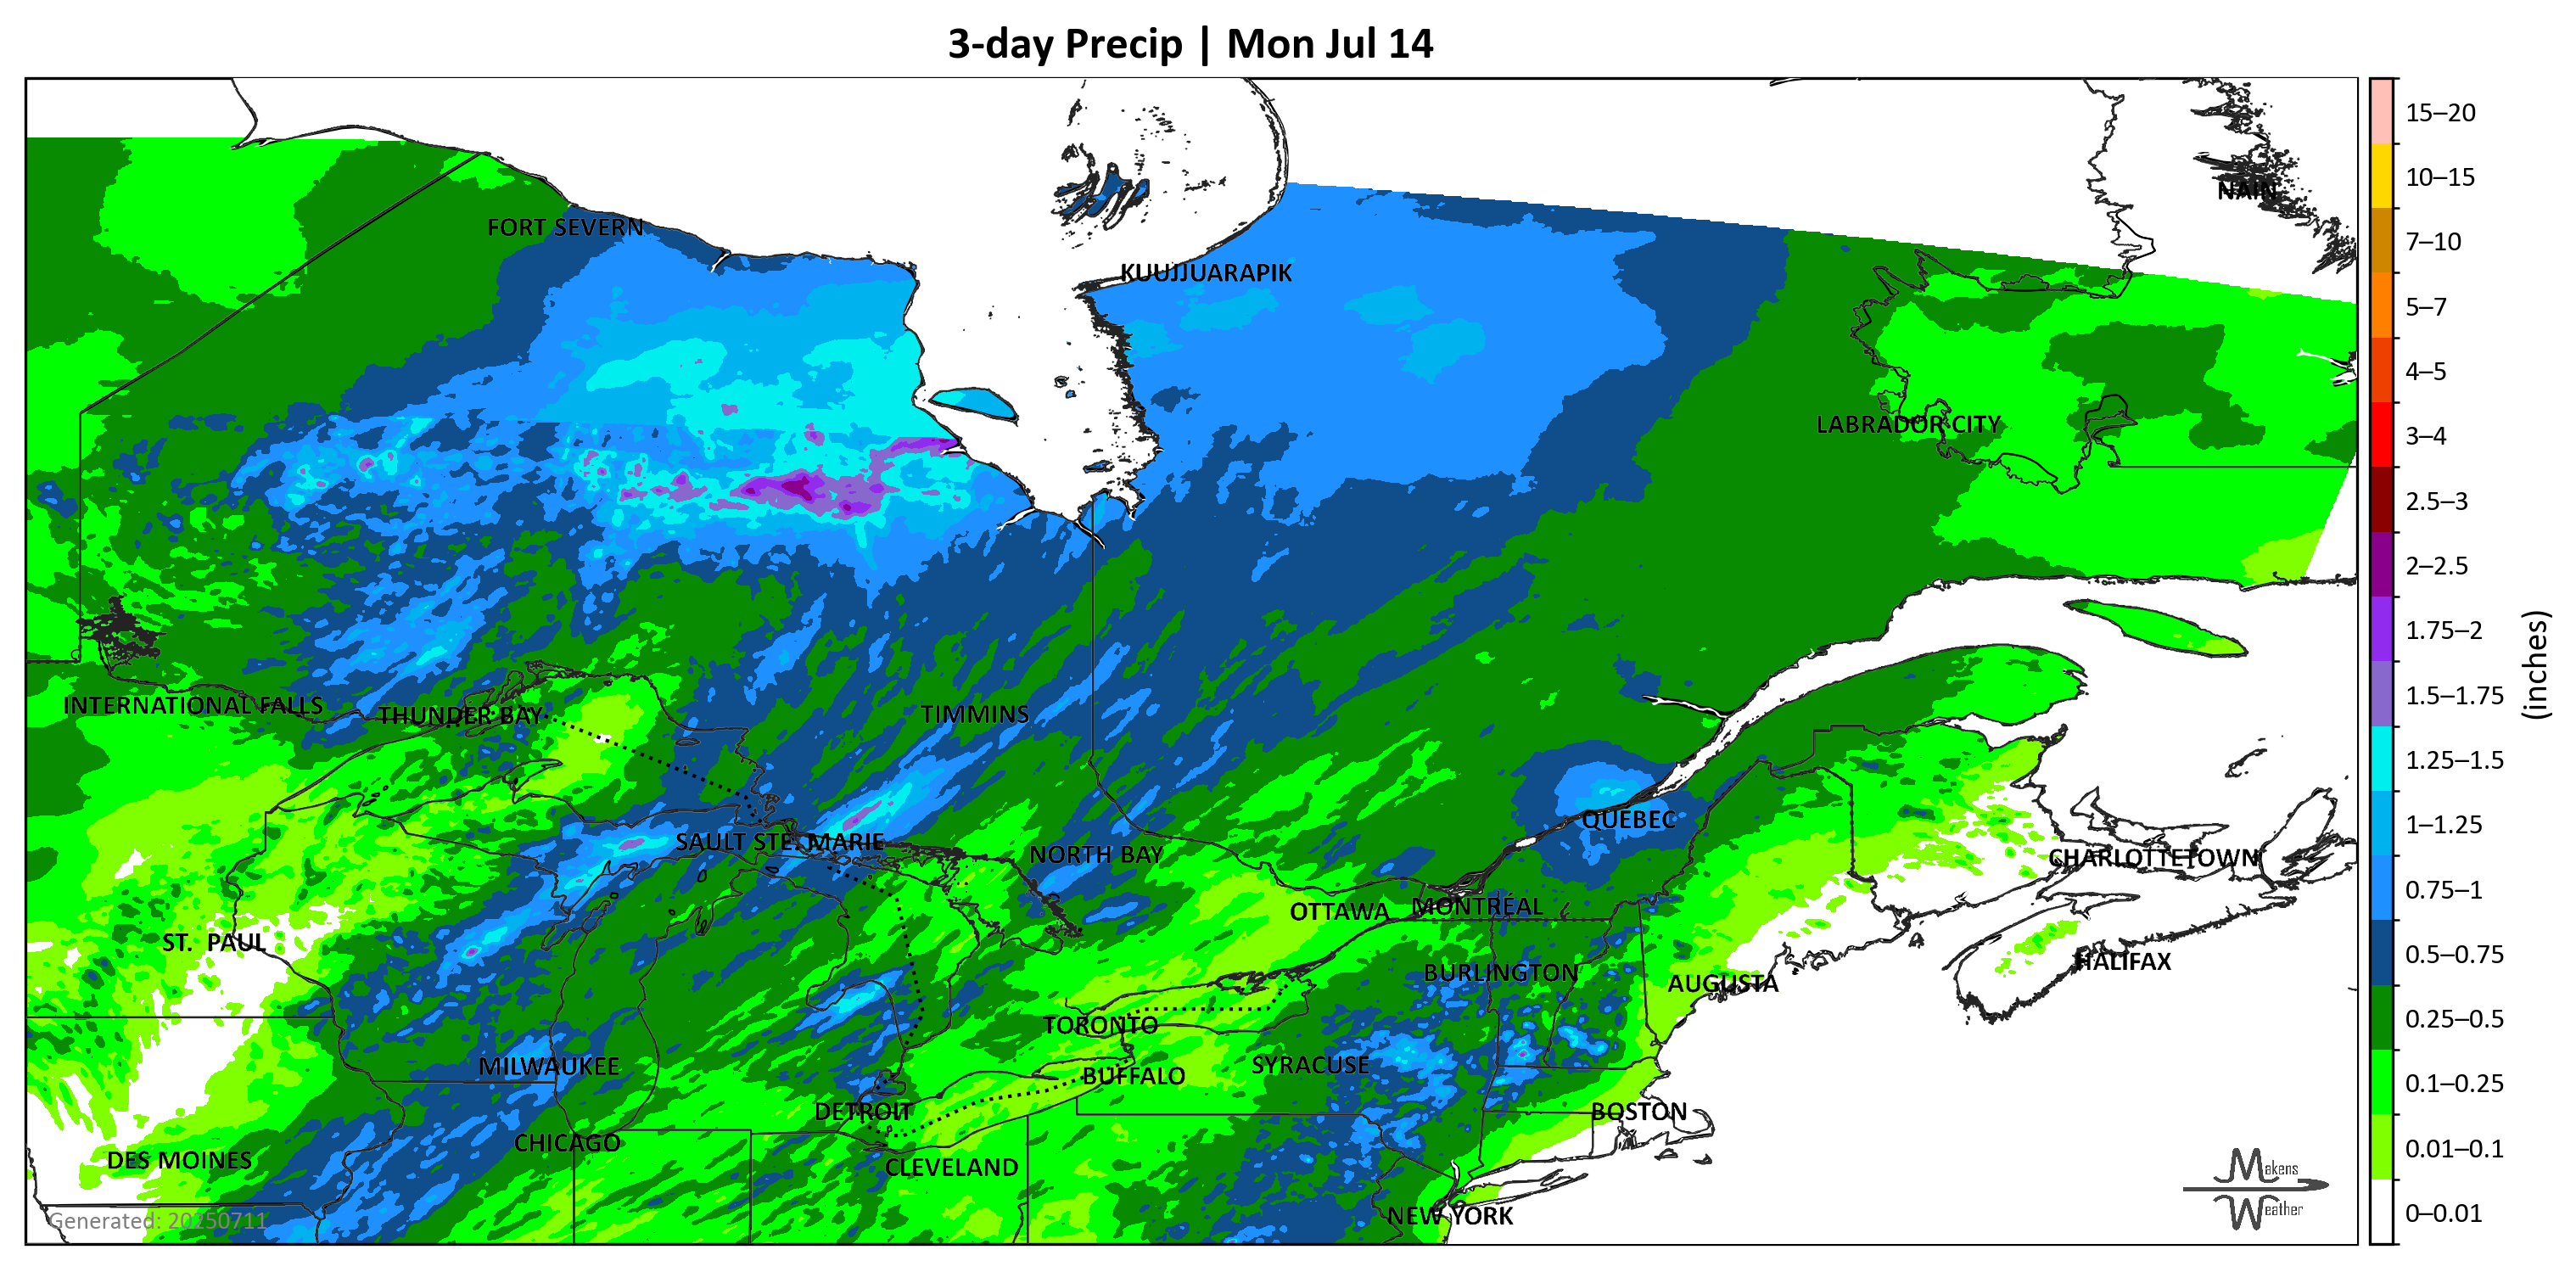 3-day Precip | Mon Jul 14
NAIN
FORT SEVERN
KUUJJUARAPIK
LABRADOR CITY
INTERNATIONAL FALLS
THUNDER BAY
TIMMINS
QUÉBEC
SAULT STE. MARIE
NORTH BAY
CHARLOTTETOWN
OTTAWA
MONTRÉAL
ST. PAUL
HALIFAX
BURLINGTON
AUGUSTA
TORONTO
MILWAUKEE
SYRACUSE
BUFFALO
DETROIT
BOSTON
CHICAGO
DES MOINES
CLEVELAND
NEW YORK
Generated: 20250711
Makens
Weather
15–20
10–15
7–10
5–7
4–5
3–4
2.5–3
2–2.5
1.75–2
1.5–1.75
1.25–1.5
1–1.25
0.75–1
0.5–0.75
0.25–0.5
0.1–0.25
0.01–0.1
0–0.01
(inches)